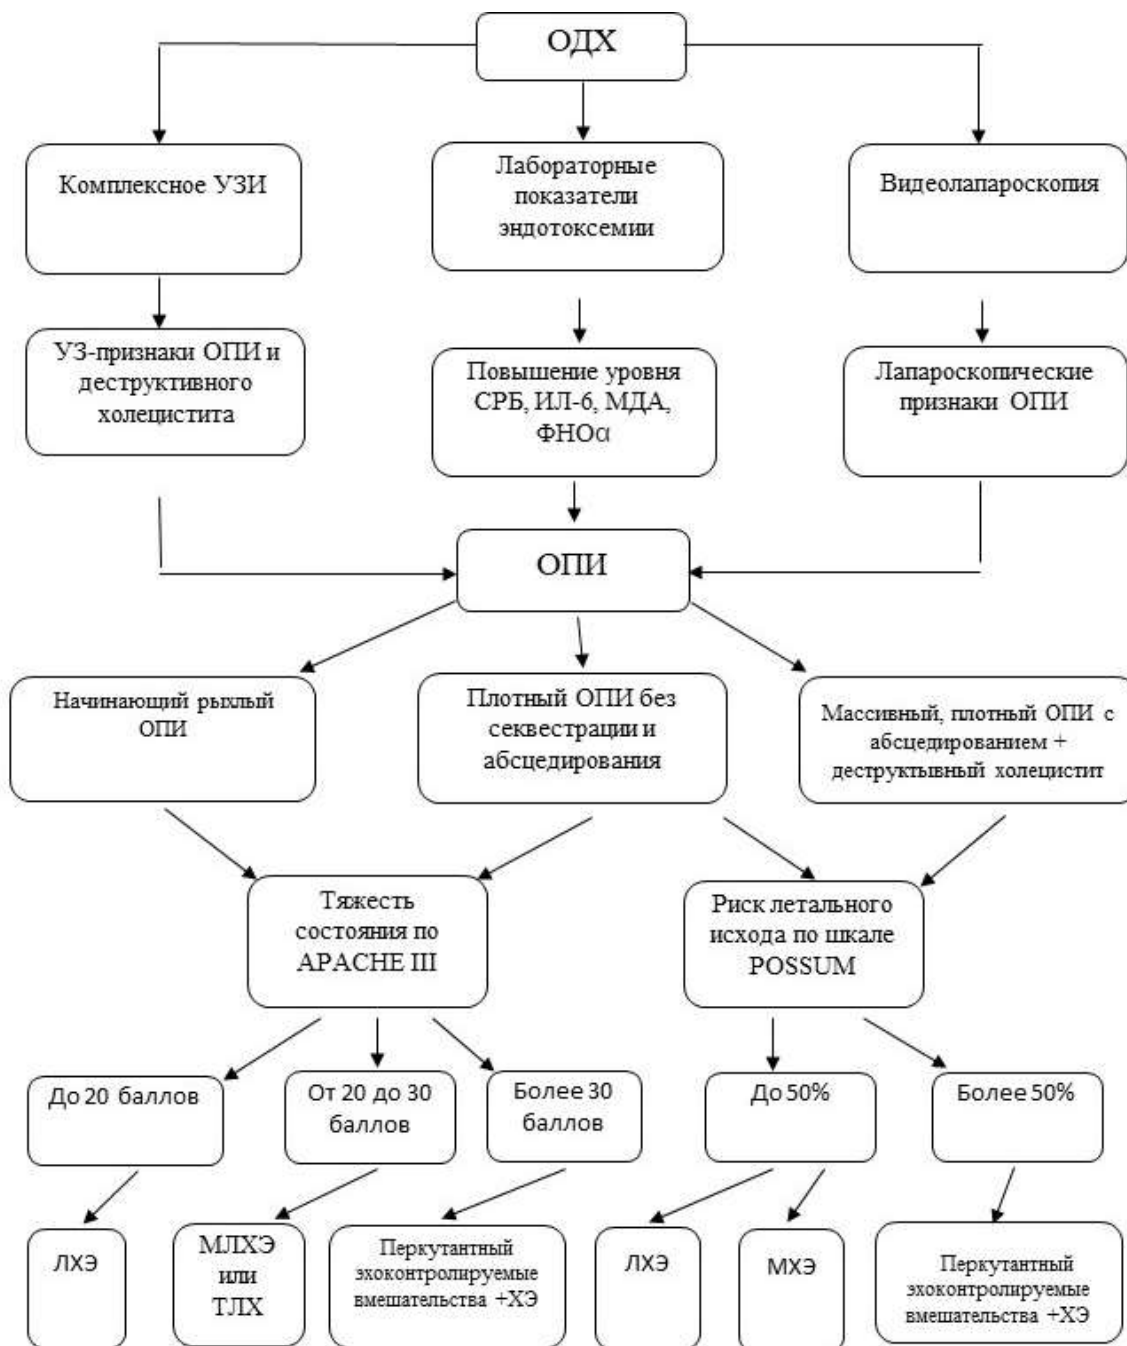 ОДХ
Комплексное УЗИ
Лабораторные
показатели
эндотоксемии
Видеолапароскопия
УЗ-признаки ОПИ и
деструктивного
холецистита
Повышение уровня
СРБ, ИЛ-6, МДА,
ФНОα
Лапароскопические
признаки ОПИ
ОПИ
Начинающий рыхлый
ОПИ
Плотный ОПИ без
секвестрации и
абсцедирования
Массивный, плотный ОПИ с
абсцедированием +
деструктывный холецистит
Тяжесть
состояния по
APACHE III
Риск летального
исхода по шкале
POSSUM
До 20 баллов
От 20 до 30
баллов
Более 30
баллов
До 50%
Более 50%
ЛХЭ
МЛХЭ
или
ТЛХ
Перкутантный
эхоконтролируемые
вмешательства +ХЭ
ЛХЭ
МХЭ
Перкутантный
эхоконтролируемые
вмешательства +ХЭ